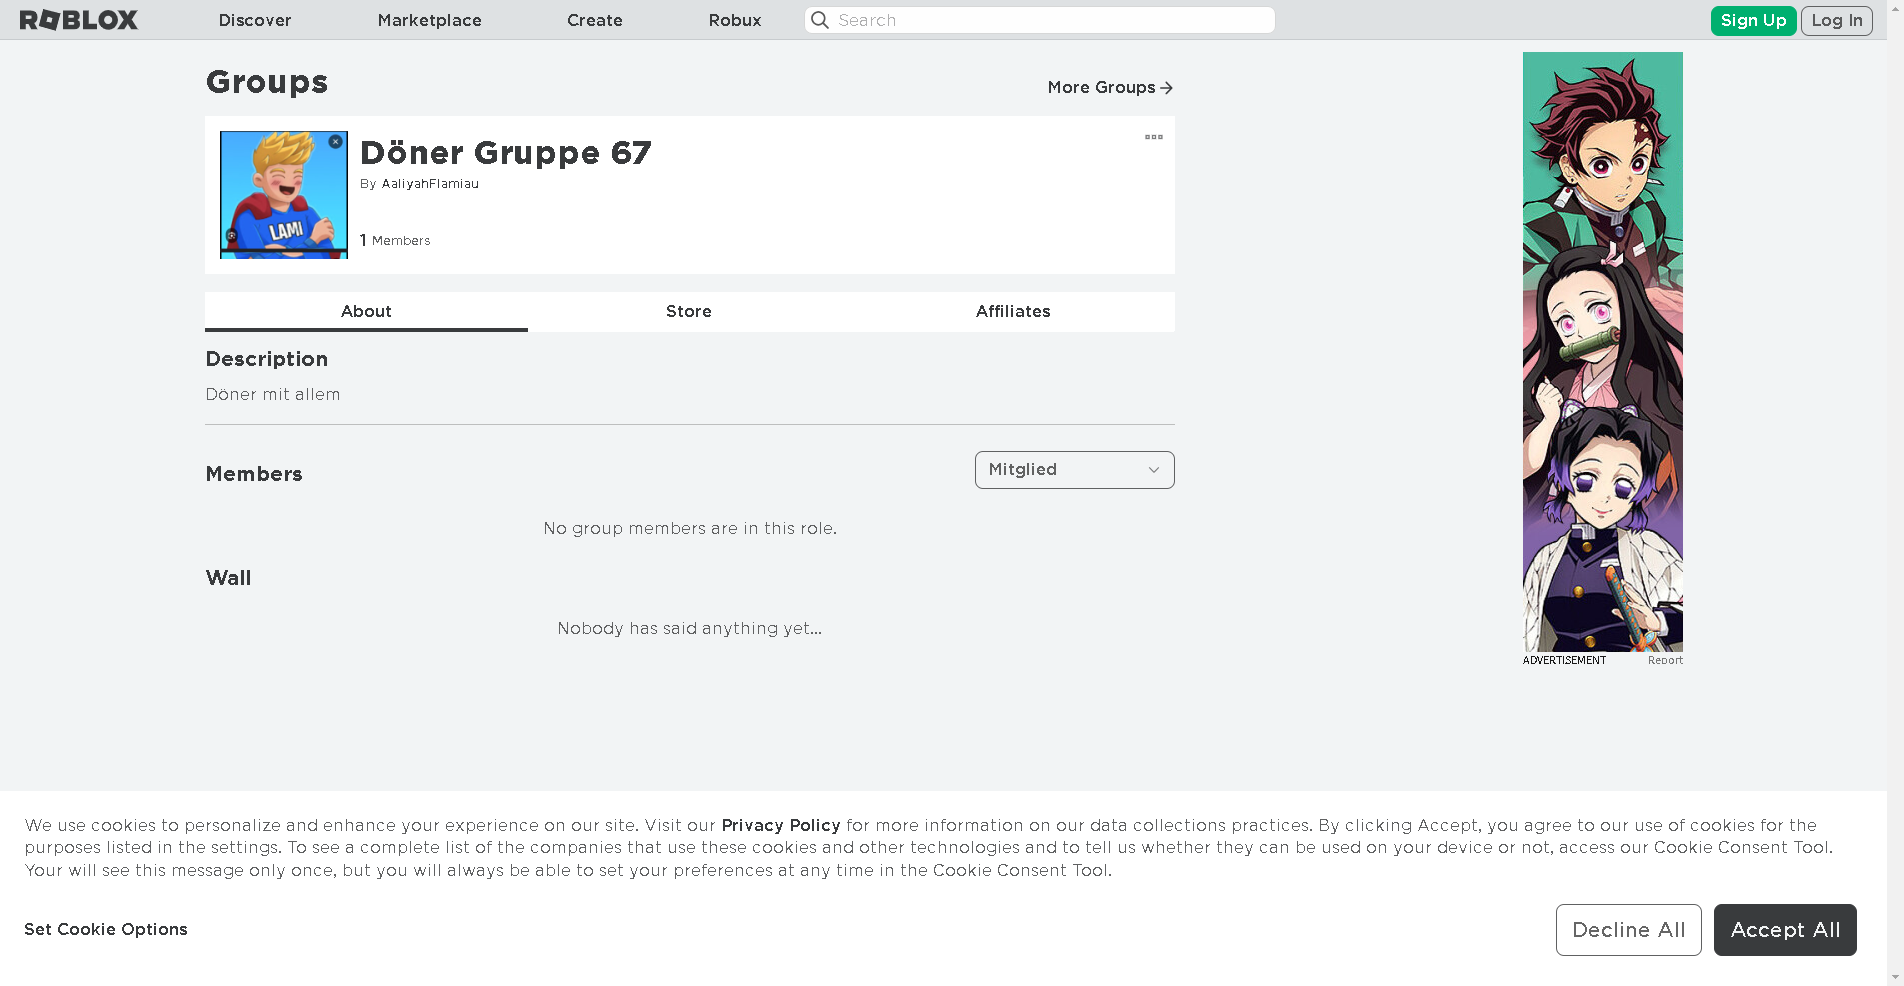 ROBLOX Discover Marketplace Create Robux Search Sign Up Log In
Groups
More Groups
Döner Gruppe 67
By AaliyahFlamiau
LAMI
1 Members
About Store Affiliates
Description
Döner mit allem
Members
Mitglied
No group members are in this role.
Wall
Nobody has said anything yet...
ADVERTISEMENT Report
We use cookies to personalize and enhance your experience on our site. Visit our Privacy Policy for more information on our data collections practices. By clicking Accept, you agree to our use of cookies for the
purposes listed in the settings. To see a complete list of the companies that use these cookies and other technologies and to tell us whether they can be used on your device or not, access our Cookie Consent Tool.
Your will see this message only once, but you will always be able to set your preferences at any time in the Cookie Consent Tool.
Set Cookie Options
Decline All Accept All